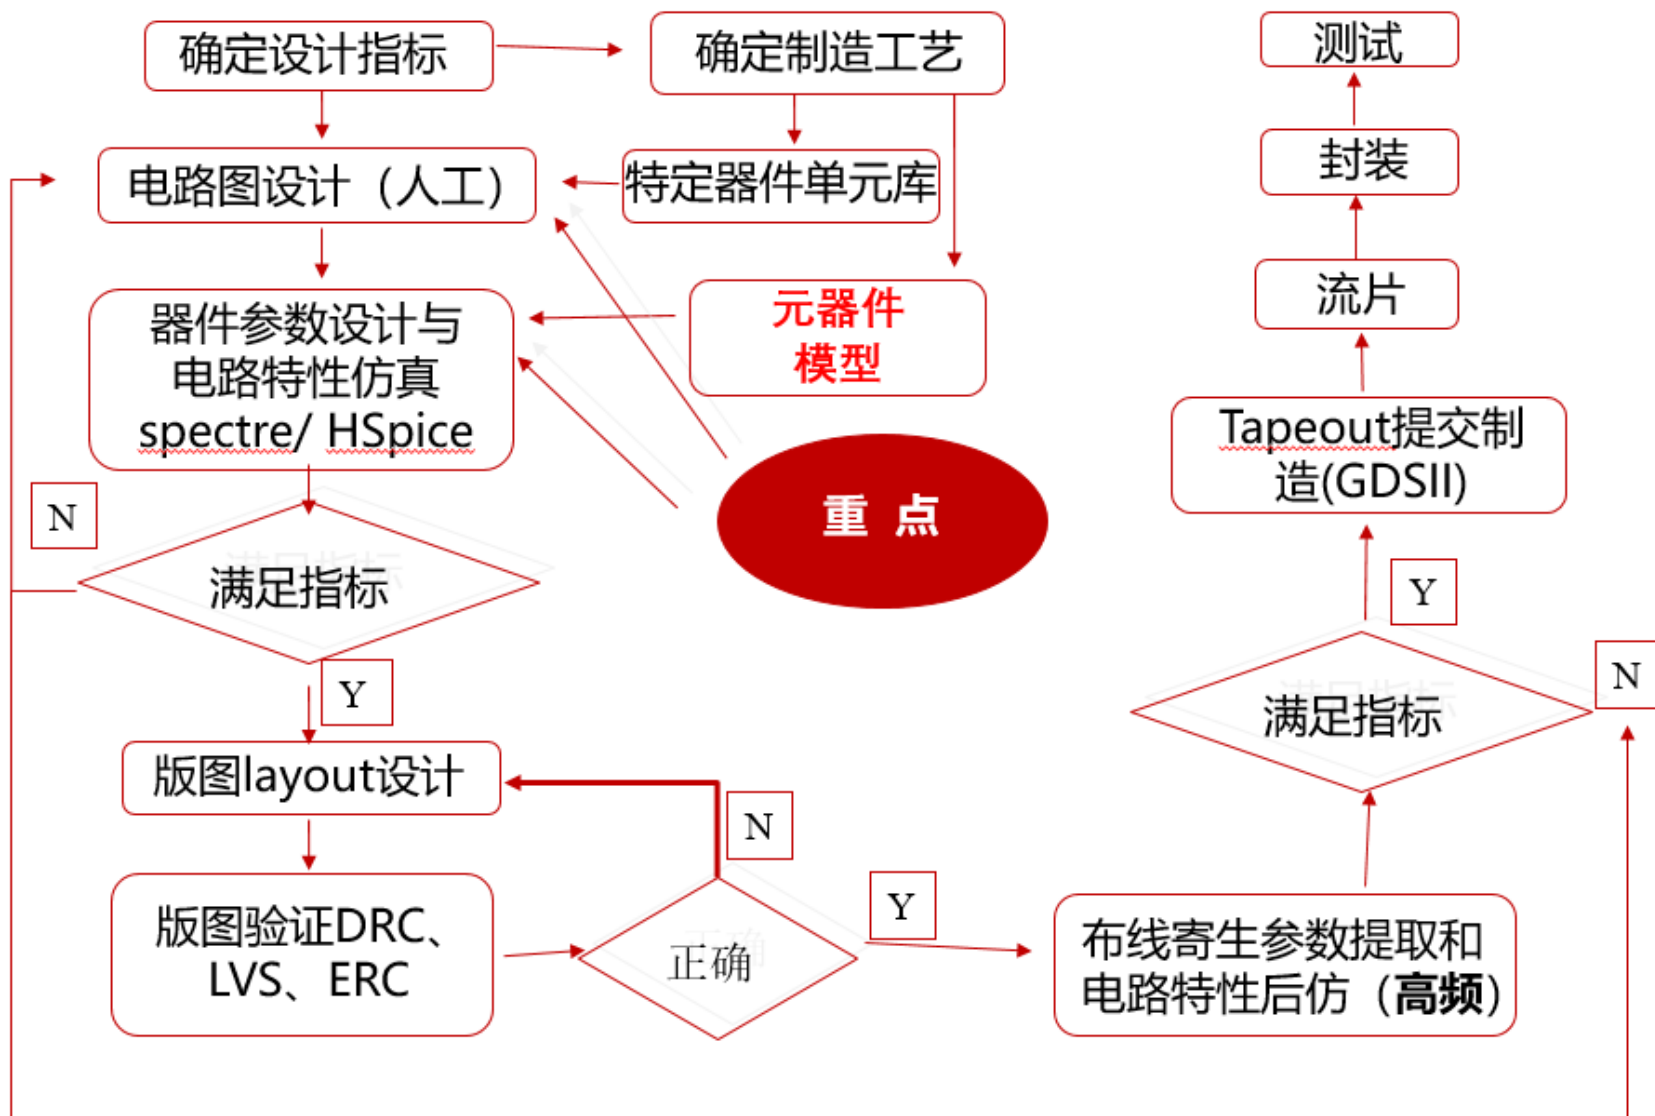 确定设计指标
确定制造工艺
测试
电路图设计（人工）
特定器件单元库
封装
器件参数设计与
电路特性仿真
spectre/ HSpice
元器件
模型
流片
重 点
Tapeout提交制
造(GDSII)
N
满足指标
Y
Y
N
满足指标
版图layout设计
N
Y
版图验证DRC、
LVS、ERC
正确
布线寄生参数提取和
电路特性后仿（高频）